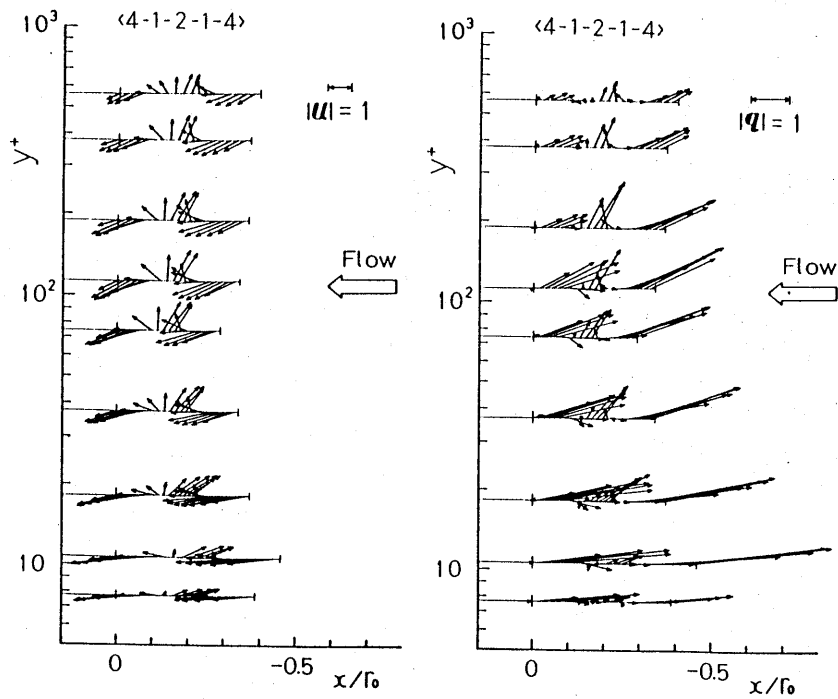 10³
⟨4-1-2-1-4⟩
|u| = 1
y⁺
Flow
10²
10
0
-0.5
x/r₀
10³
⟨4-1-2-1-4⟩
|q| = 1
y⁺
Flow
10²
10
0
-0.5
x/r₀